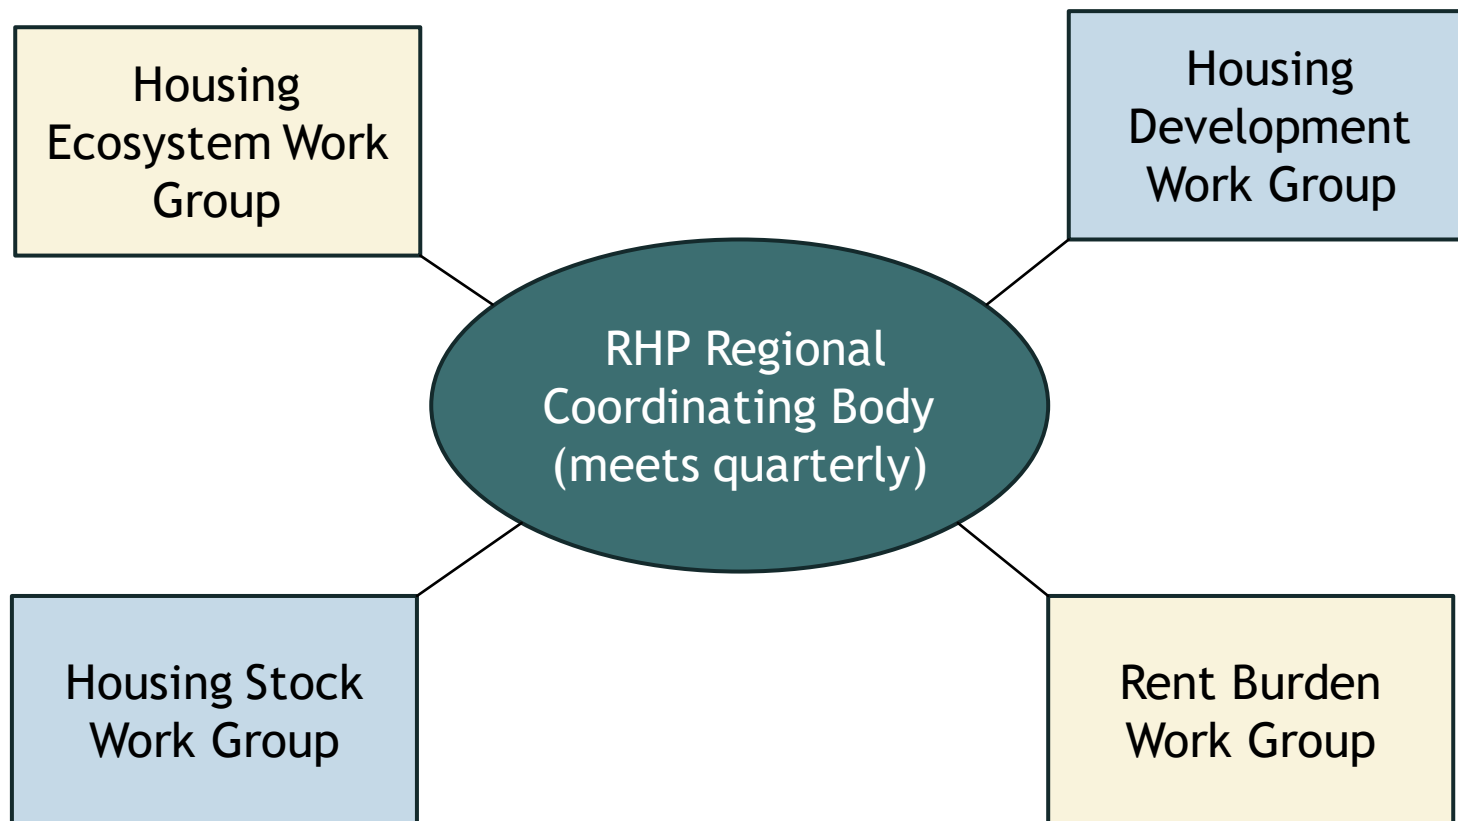 Housing
Ecosystem Work
Group
Housing
Development
Work Group
RHP Regional
Coordinating Body
(meets quarterly)
Housing Stock
Work Group
Rent Burden
Work Group